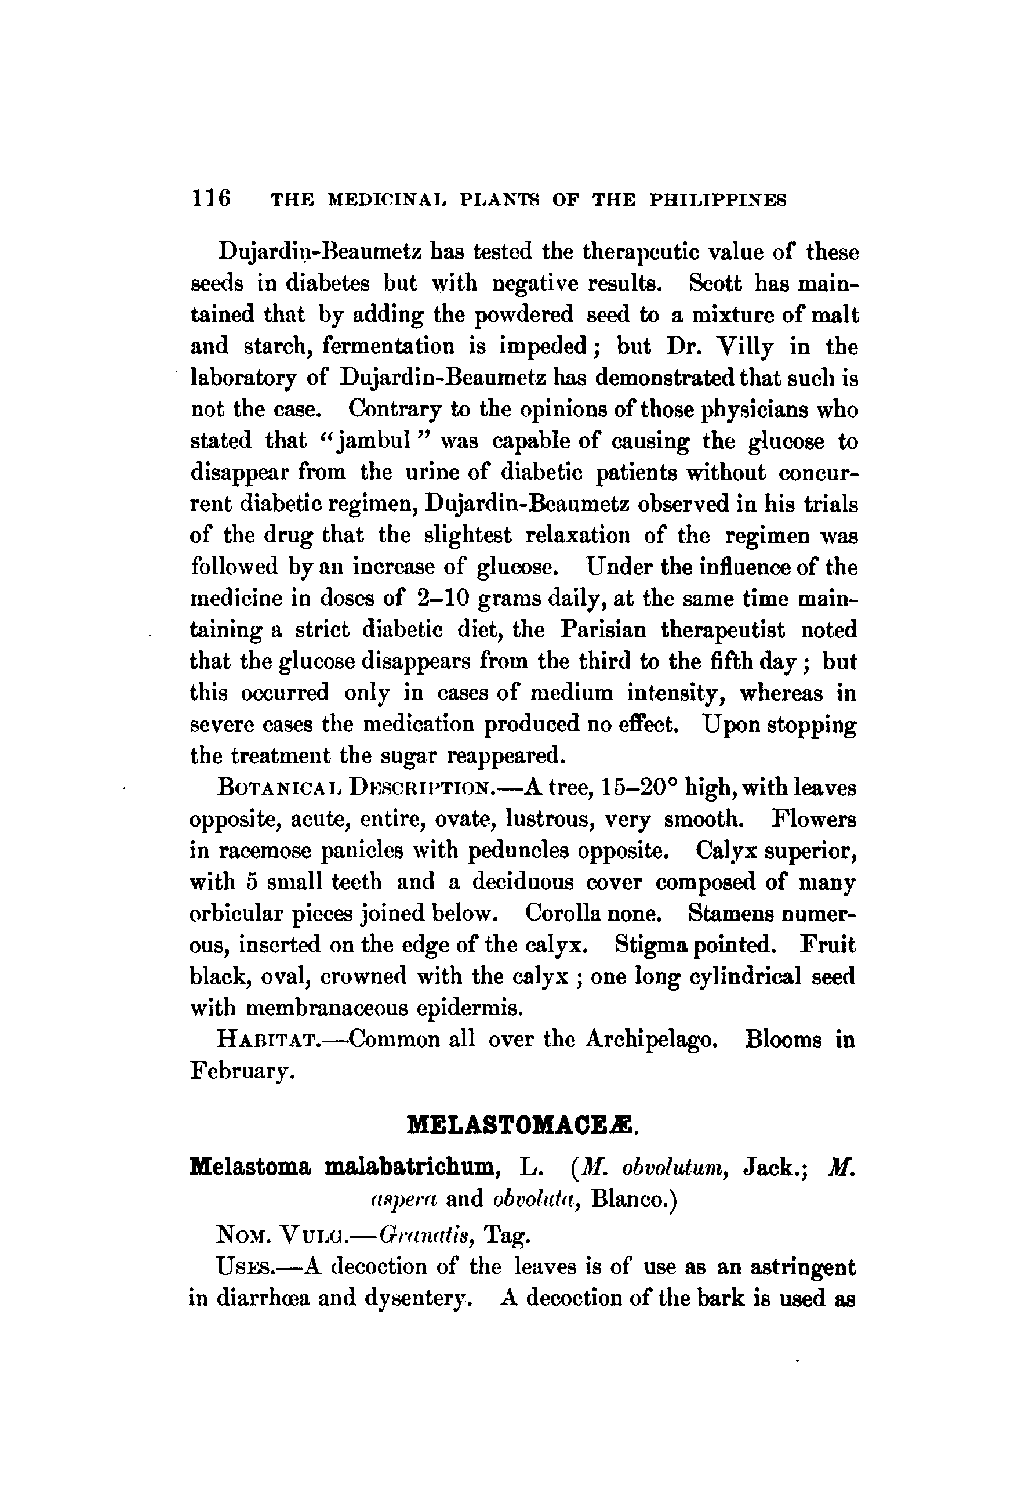 116 THE MEDICINAL PLANTS OF THE PHILIPPINES
Dujardin-Beaumetz has tested the therapeutic value of these
seeds in diabetes but with negative results. Scott has main-
tained that by adding the powdered seed to a mixture of malt
and starch, fermentation is impeded; but Dr. Villy in the
laboratory of Dujardin-Beaumetz has demonstrated that such is
not the case. Contrary to the opinions of those physicians who
stated that “jambul” was capable of causing the glucose to
disappear from the urine of diabetic patients without concur-
rent diabetic regimen, Dujardin-Beaumetz observed in his trials
of the drug that the slightest relaxation of the regimen was
followed by an increase of glucose. Under the influence of the
medicine in doses of 2–10 grams daily, at the same time main-
taining a strict diabetic diet, the Parisian therapeutist noted
that the glucose disappears from the third to the fifth day; but
this occurred only in cases of medium intensity, whereas in
severe cases the medication produced no effect. Upon stopping
the treatment the sugar reappeared.
BOTANICAL DESCRIPTION.—A tree, 15–20° high, with leaves
opposite, acute, entire, ovate, lustrous, very smooth. Flowers
in racemose panicles with peduncles opposite. Calyx superior,
with 5 small teeth and a deciduous cover composed of many
orbicular pieces joined below. Corolla none. Stamens numer-
ous, inserted on the edge of the calyx. Stigma pointed. Fruit
black, oval, crowned with the calyx; one long cylindrical seed
with membranaceous epidermis.
HABITAT.—Common all over the Archipelago. Blooms in
February.
MELASTOMACEÆ.
Melastoma malabatrichum, L. (M. obvolutum, Jack.; M.
aspera and obvoluta, Blanco.)
NOM. VULG.—Granatis, Tag.
USES.—A decoction of the leaves is of use as an astringent
in diarrhœa and dysentery. A decoction of the bark is used as